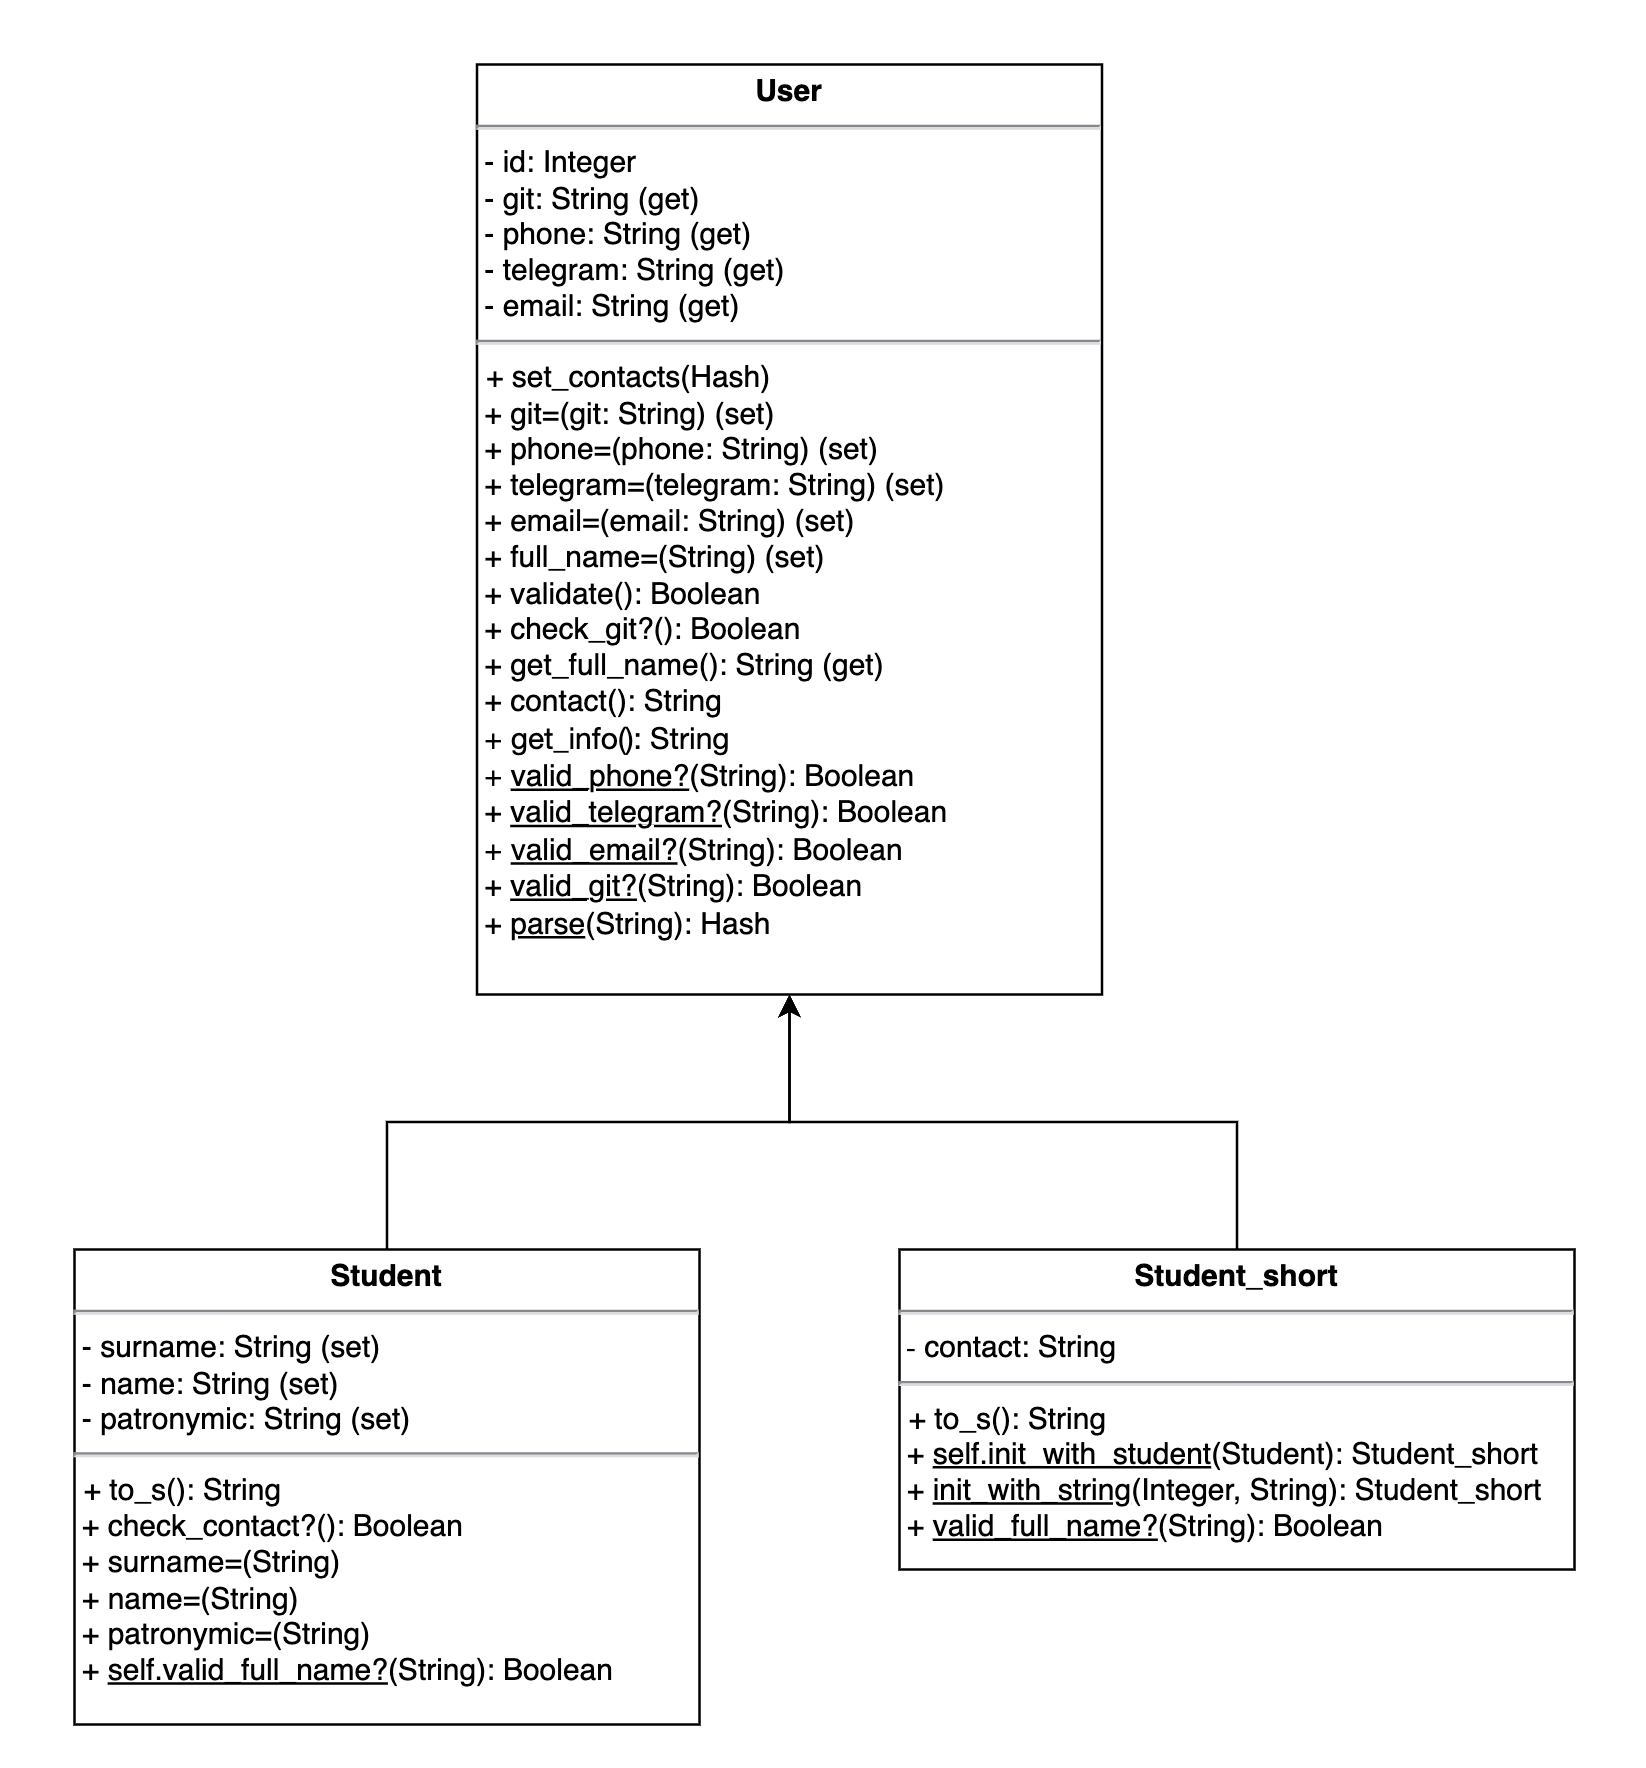 User
- id: Integer
- git: String (get)
- phone: String (get)
- telegram: String (get)
- email: String (get)
+ set_contacts(Hash)
+ git=(git: String) (set)
+ phone=(phone: String) (set)
+ telegram=(telegram: String) (set)
+ email=(email: String) (set)
+ full_name=(String) (set)
+ validate(): Boolean
+ check_git?(): Boolean
+ get_full_name(): String (get)
+ contact(): String
+ get_info(): String
+ valid_phone?(String): Boolean
+ valid_telegram?(String): Boolean
+ valid_email?(String): Boolean
+ valid_git?(String): Boolean
+ parse(String): Hash
Student
- surname: String (set)
- name: String (set)
- patronymic: String (set)
+ to_s(): String
+ check_contact?(): Boolean
+ surname=(String)
+ name=(String)
+ patronymic=(String)
+ self.valid_full_name?(String): Boolean
Student_short
- contact: String
+ to_s(): String
+ self.init_with_student(Student): Student_short
+ init_with_string(Integer, String): Student_short
+ valid_full_name?(String): Boolean